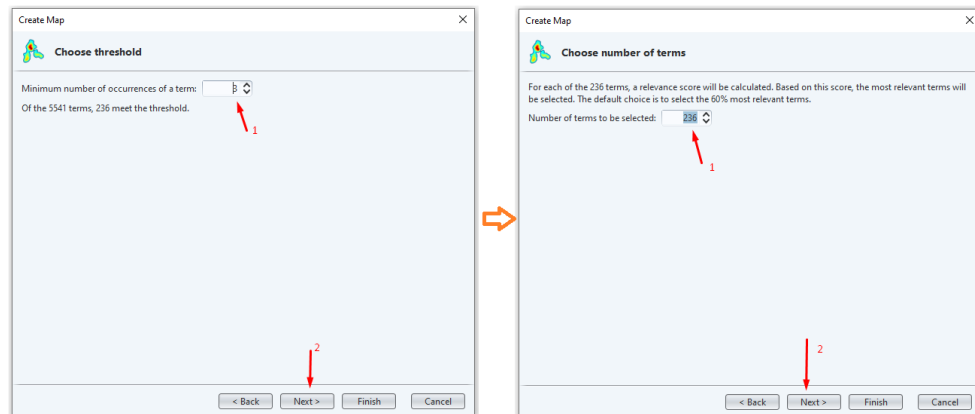 Create Map
Choose threshold
Minimum number of occurrences of a term: 3
Of the 5541 terms, 236 meet the threshold.
1
2
< Back Next > Finish Cancel
Create Map
Choose number of terms
For each of the 236 terms, a relevance score will be calculated. Based on this score, the most relevant terms will
be selected. The default choice is to select the 60% most relevant terms.
Number of terms to be selected: 236
1
2
< Back Next > Finish Cancel